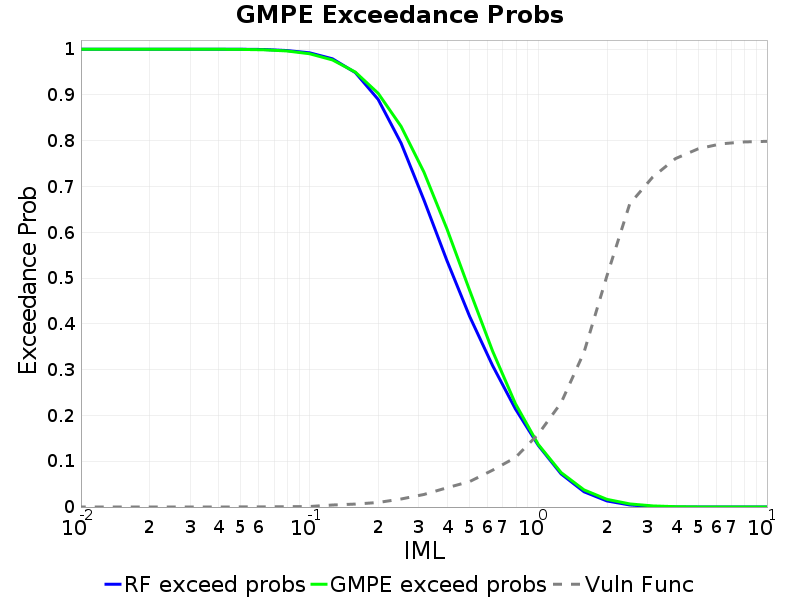 GMPE Exceedance Probs
Exceedance Prob
1
0.9
0.8
0.7
0.6
0.5
0.4
0.3
0.2
0.1
0
10-2 2 3 4 5 6 10-1 2 3 4 5 6 7 100 2 3 4 5 6 7 101
IML
RF exceed probs GMPE exceed probs Vuln Func